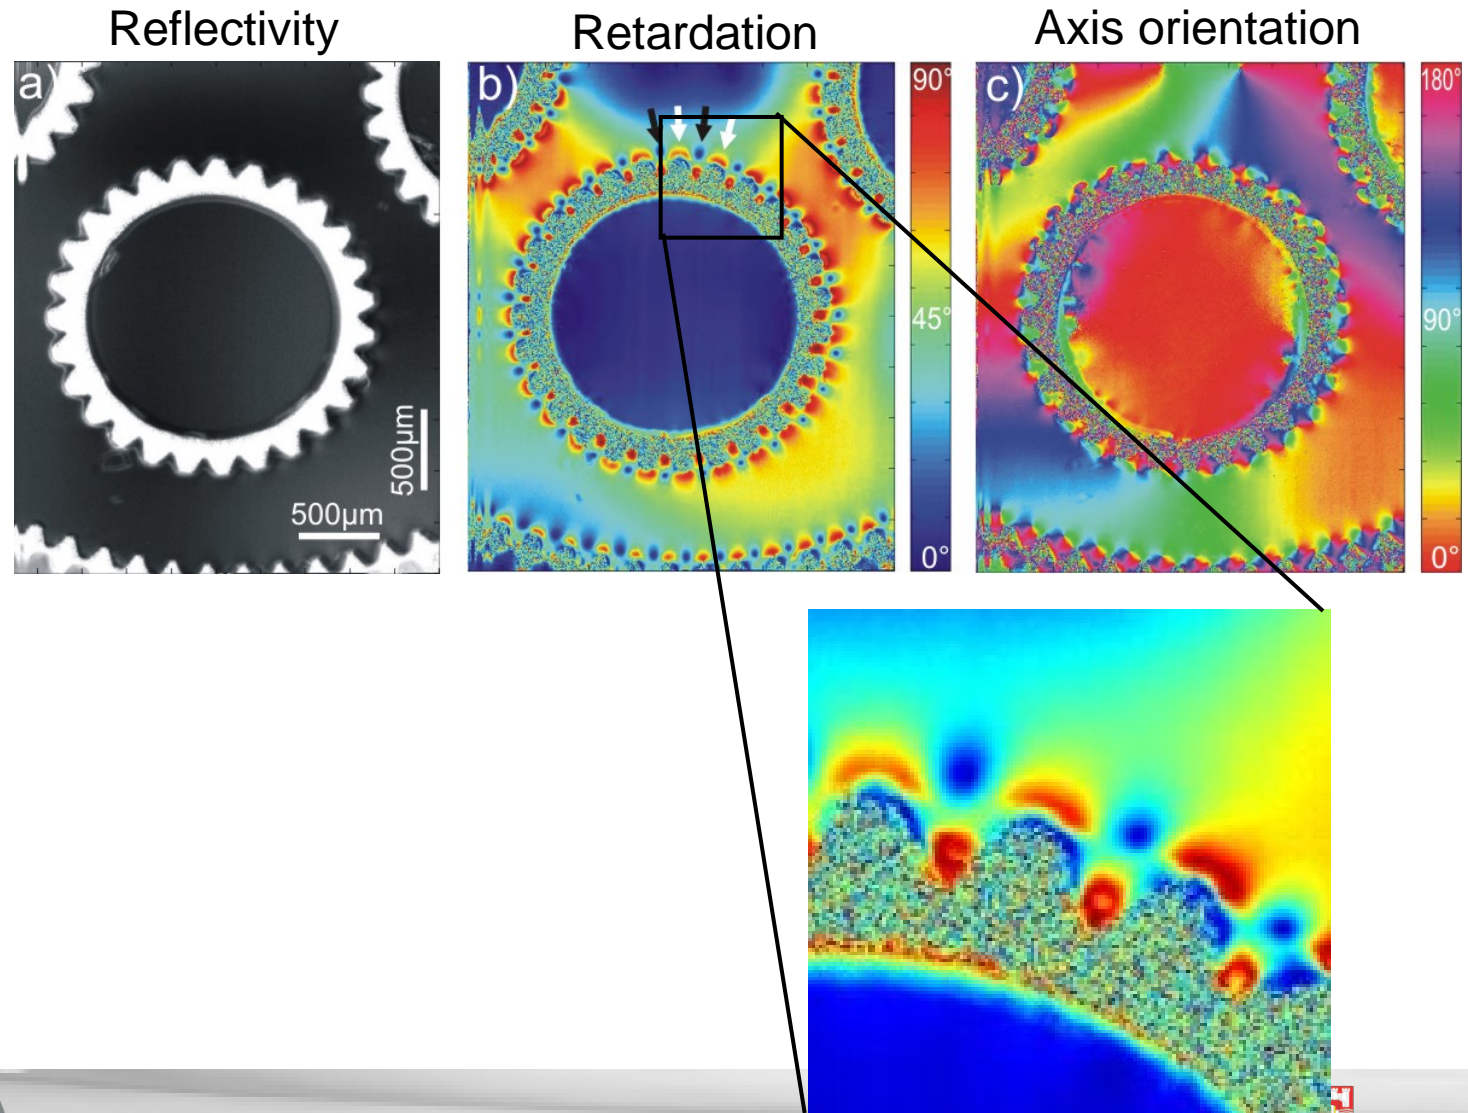 Reflectivity
Retardation
Axis orientation
a)
b)
c)
90°
45°
0°
180°
90°
0°
500µm
500µm